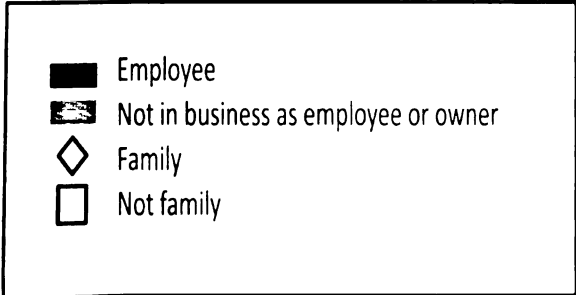 Employee
Not in business as employee or owner
Family
Not family